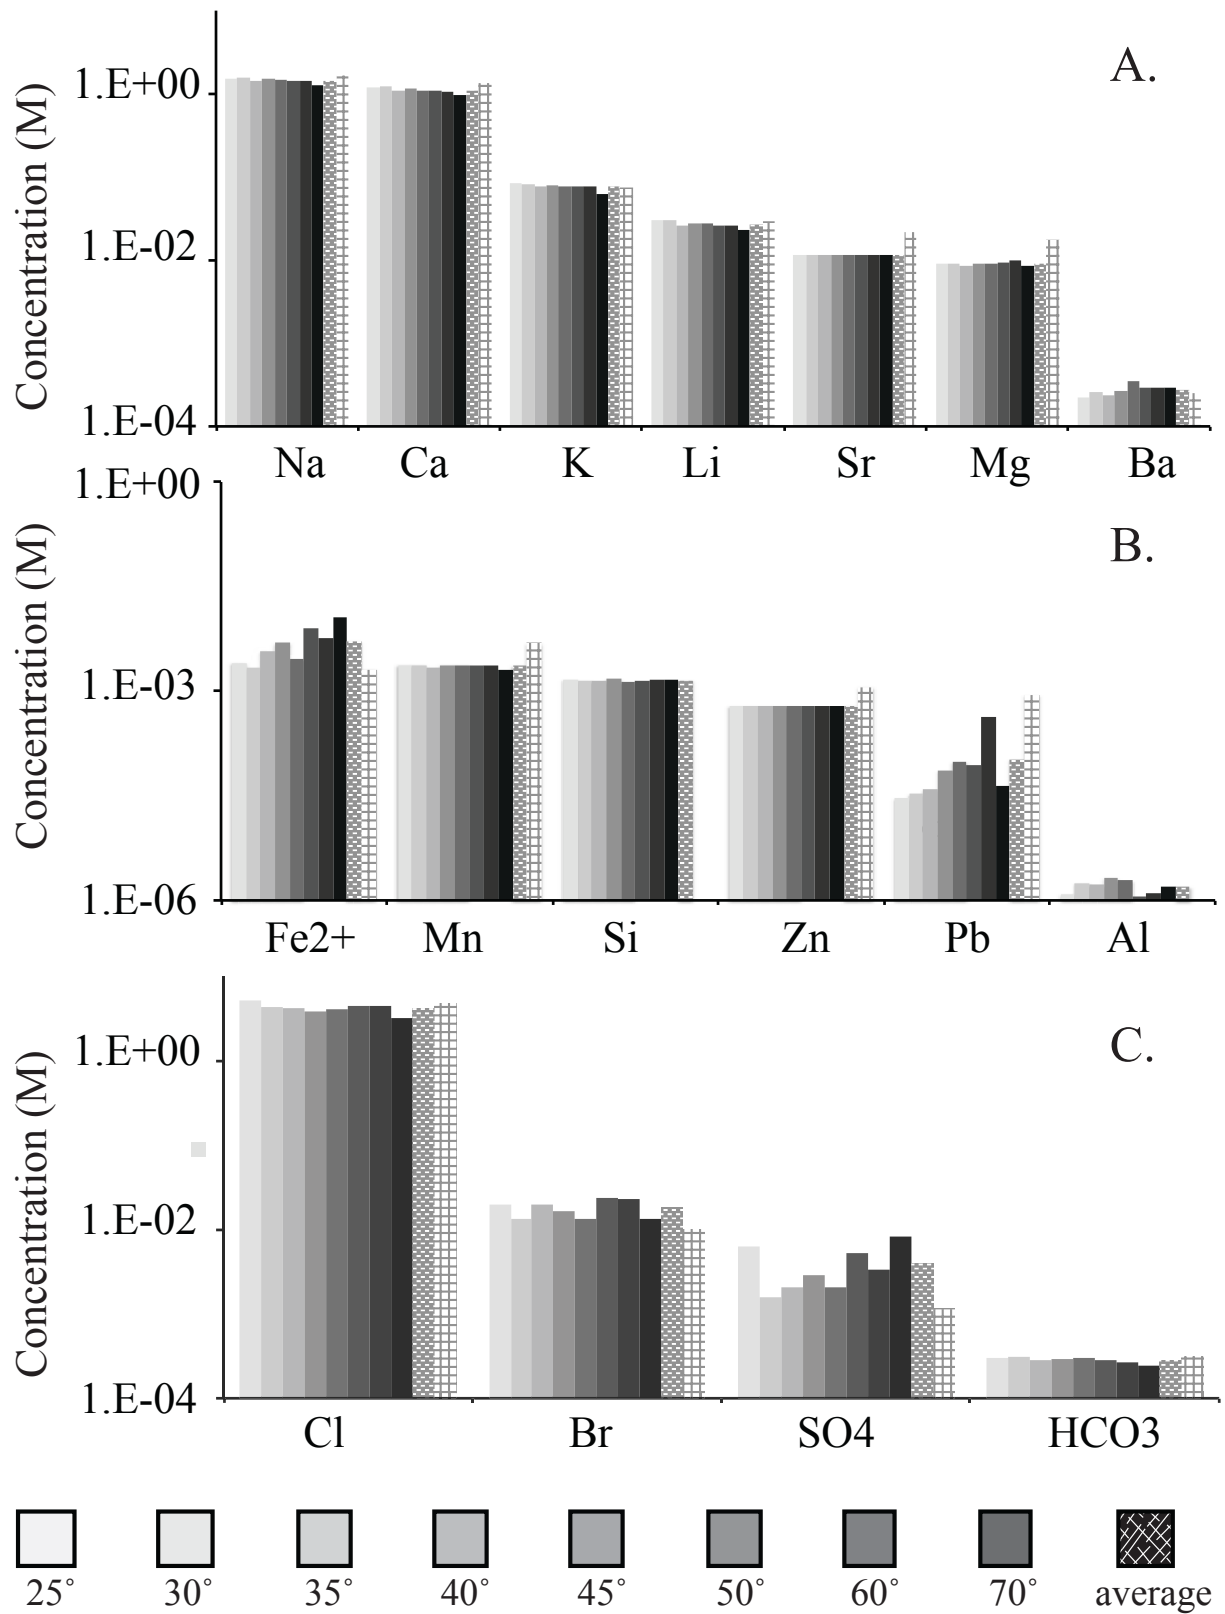 A.
Concentration (M)
1.E+00
1.E-02
1.E-04
Na Ca K Li Sr Mg Ba
B.
Concentration (M)
1.E+00
1.E-03
1.E-06
Fe2+ Mn Si Zn Pb Al
C.
Concentration (M)
1.E+00
1.E-02
1.E-04
Cl Br SO4 HCO3
25° 30° 35° 40° 45° 50° 60° 70° average